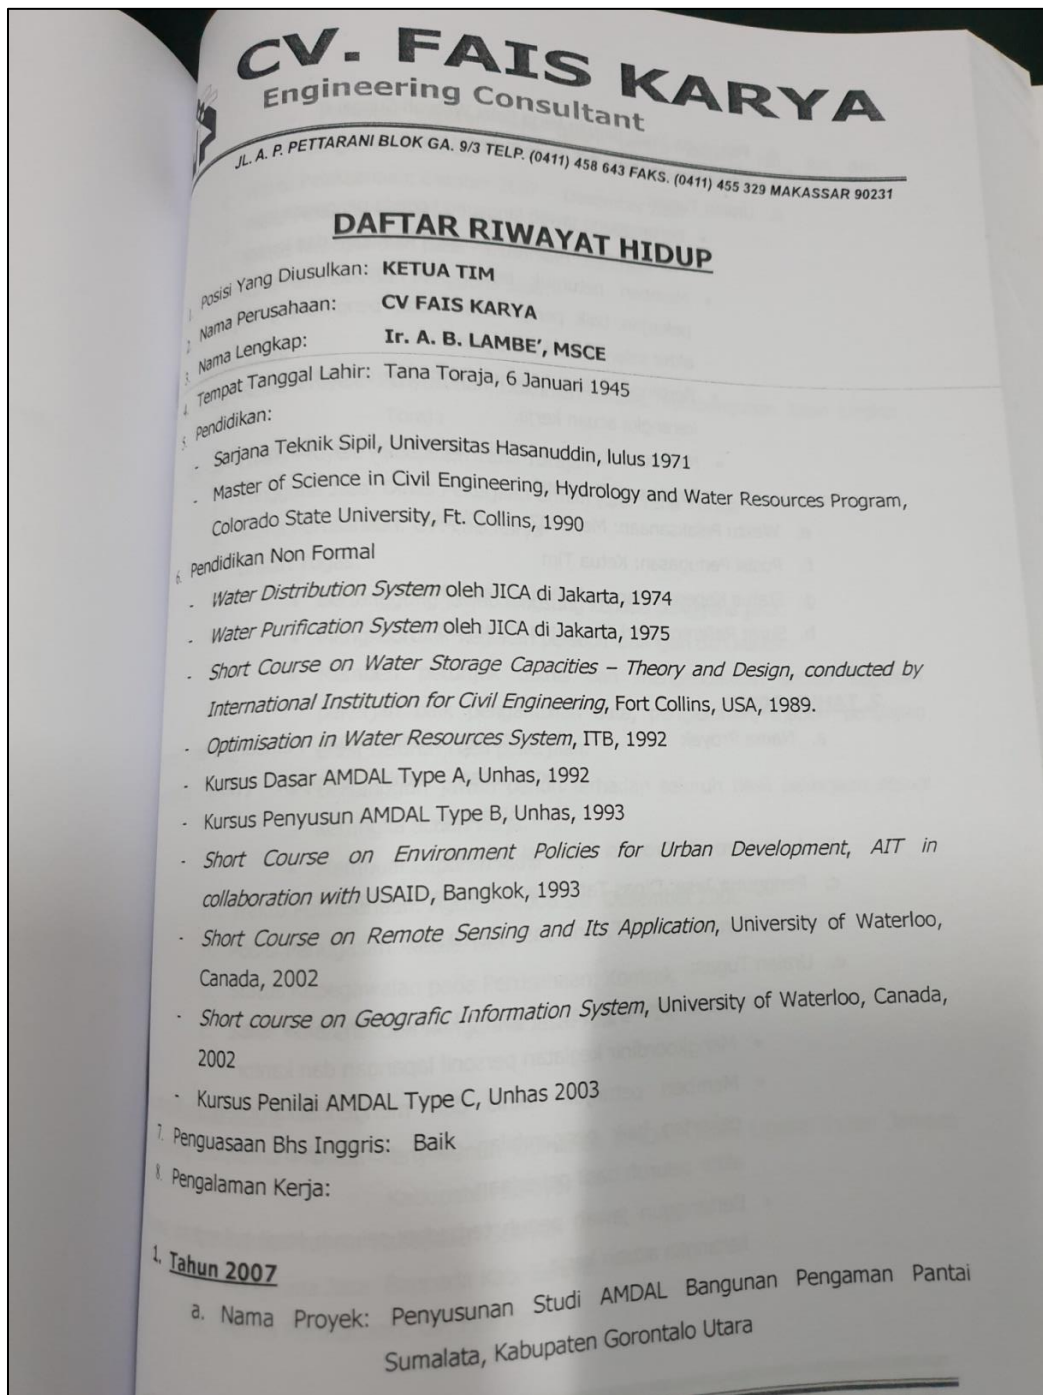 CV. FAIS KARYA
Engineering Consultant
JL. A. P. PETTARANI BLOK GA. 9/3 TELP. (0411) 458 643 FAKS. (0411) 455 329 MAKASSAR 90231
DAFTAR RIWAYAT HIDUP
1. Posisi Yang Diusulkan: KETUA TIM
2. Nama Perusahaan: CV FAIS KARYA
3. Nama Lengkap: Ir. A. B. LAMBE', MSCE
4. Tempat Tanggal Lahir: Tana Toraja, 6 Januari 1945
5. Pendidikan:
- Sarjana Teknik Sipil, Universitas Hasanuddin, lulus 1971
- Master of Science in Civil Engineering, Hydrology and Water Resources Program,
Colorado State University, Ft. Collins, 1990
6. Pendidikan Non Formal
- Water Distribution System oleh JICA di Jakarta, 1974
- Water Purification System oleh JICA di Jakarta, 1975
- Short Course on Water Storage Capacities – Theory and Design, conducted by
International Institution for Civil Engineering, Fort Collins, USA, 1989.
- Optimisation in Water Resources System, ITB, 1992
- Kursus Dasar AMDAL Type A, Unhas, 1992
- Kursus Penyusun AMDAL Type B, Unhas, 1993
- Short Course on Environment Policies for Urban Development, AIT in
collaboration with USAID, Bangkok, 1993
- Short Course on Remote Sensing and Its Application, University of Waterloo,
Canada, 2002
- Short course on Geografic Information System, University of Waterloo, Canada,
2002
- Kursus Penilai AMDAL Type C, Unhas 2003
7. Penguasaan Bhs Inggris: Baik
8. Pengalaman Kerja:
1. Tahun 2007
a. Nama Proyek: Penyusunan Studi AMDAL Bangunan Pengaman Pantai
Sumalata, Kabupaten Gorontalo Utara